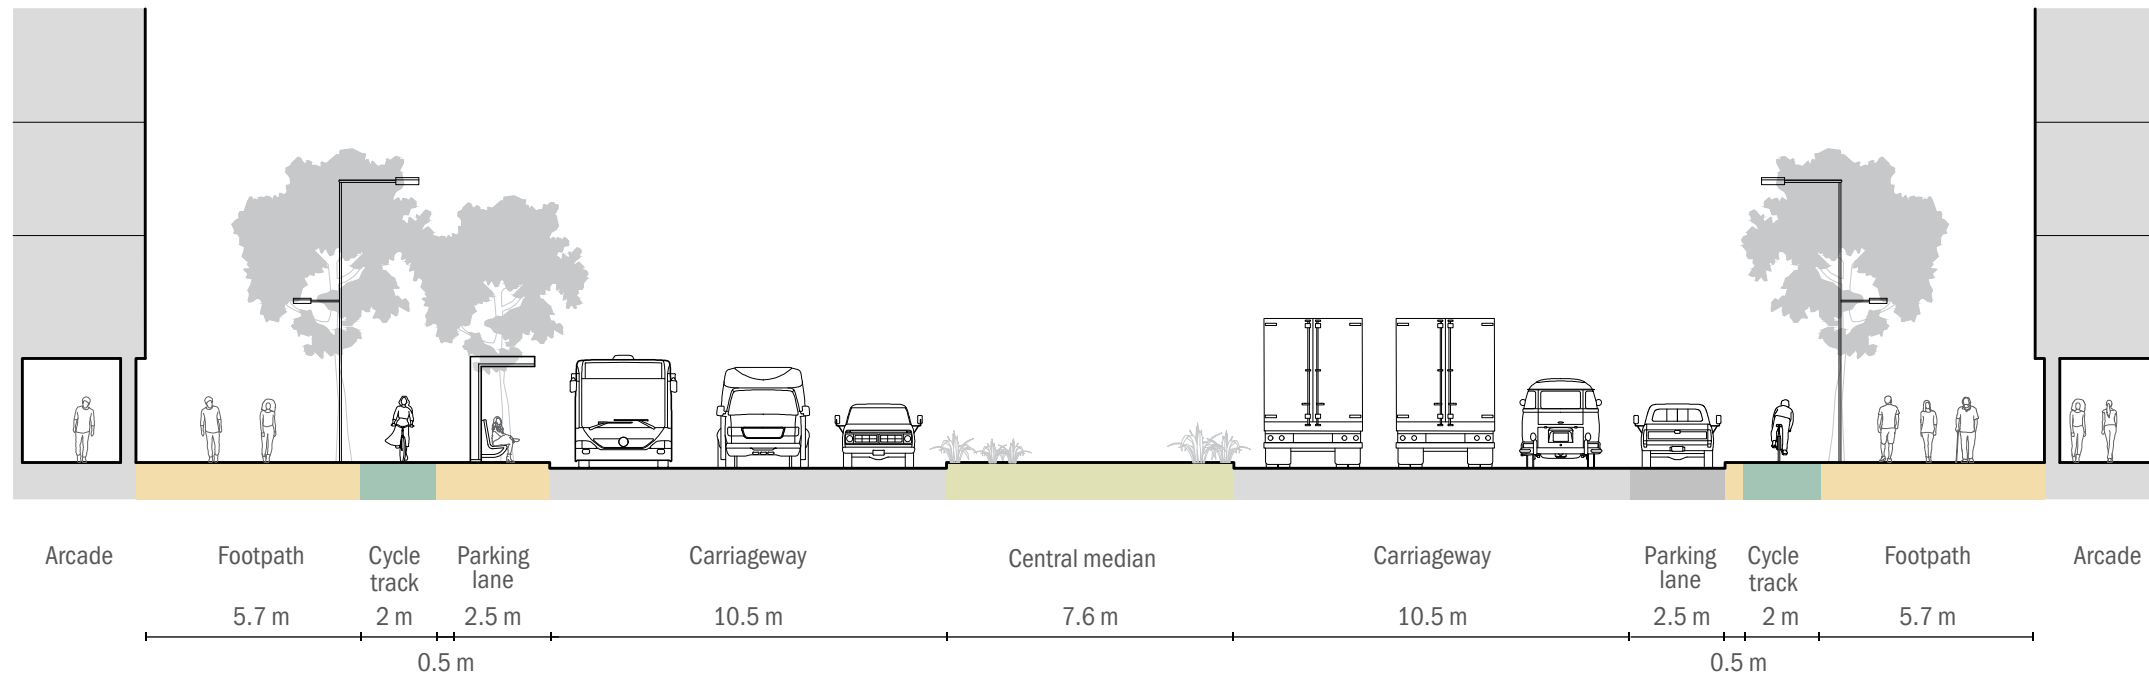 Arcade
Footpath
Cycle
track
Parking
lane
Carriageway
Central median
Carriageway
Parking
lane
Cycle
track
Footpath
Arcade
5.7 m
2 m
2.5 m
10.5 m
7.6 m
10.5 m
2.5 m
2 m
5.7 m
0.5 m
0.5 m